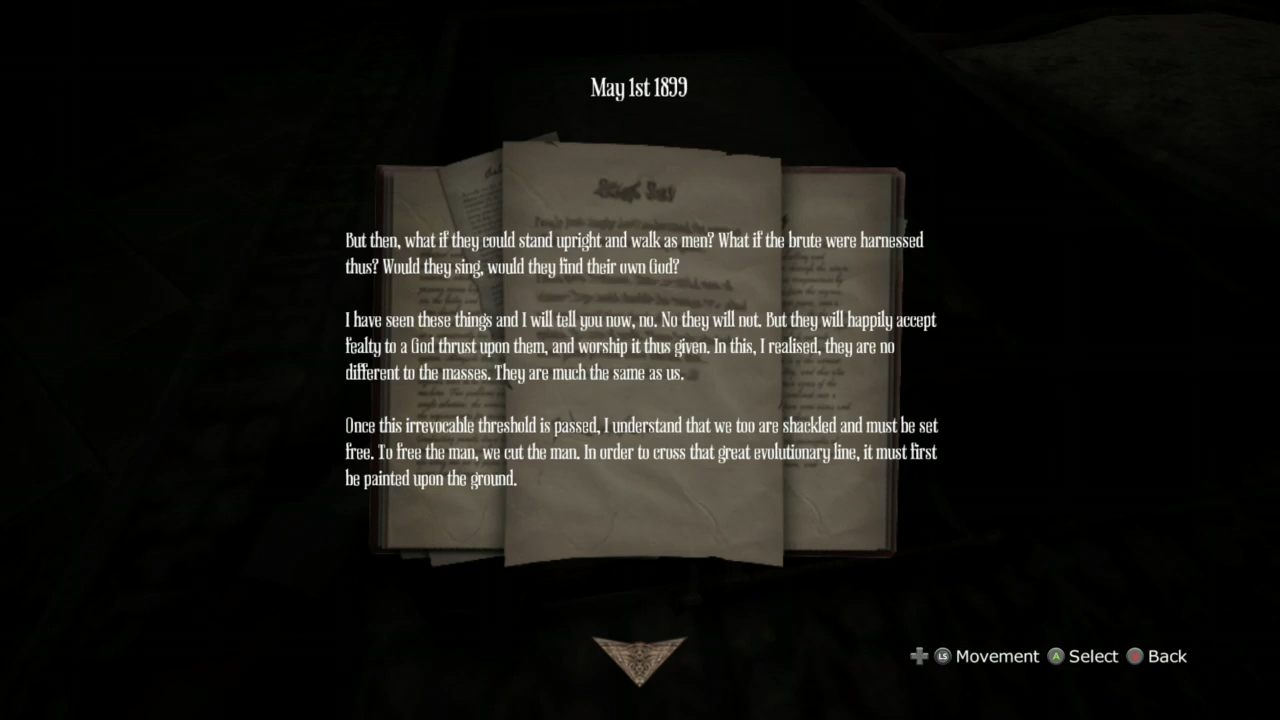 May 1st 1899
But then, what if they could stand upright and walk as men? What if the brute were harnessed
thus? Would they sing, would they find their own God?
I have seen these things and I will tell you now, no. No they will not. But they will happily accept
fealty to a God thrust upon them, and worship it thus given. In this, I realised, they are no
different to the masses. They are much the same as us.
Once this irrevocable threshold is passed, I understand that we too are shackled and must be set
free. To free the man, we cut the man. In order to cross that great evolutionary line, it must first
be painted upon the ground.
LS Movement A Select B Back